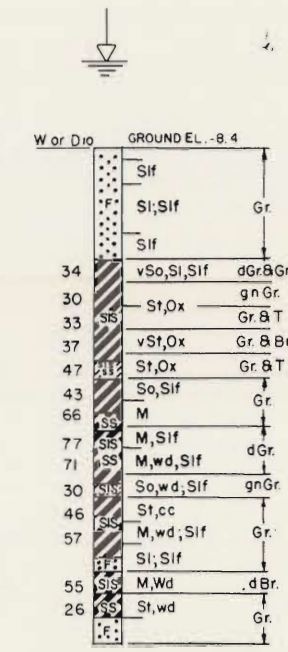 W or D10 GROUND EL. -8.4
Slf
F Sl;Slf Gr.
Slf
34 vSo,Sl,Slf dGr.&Gr
30 gnGr.
St,Ox
33 SIS Gr.&T
37 vSt,Ox Gr.&Br
47 SIS St,Ox Gr.&T
43 So,Slf
Gr.
66 SS M
77 SIS M,Slf
dGr.
71 SS M,wd,Slf
30 SIS So,wd;Slf gnGr.
46 St,cc
SIS
57 M,wd;Slf Gr.
F Sl;Slf
55 SIS M,Wd .dBr.
26 SS St,wd
Gr.
F